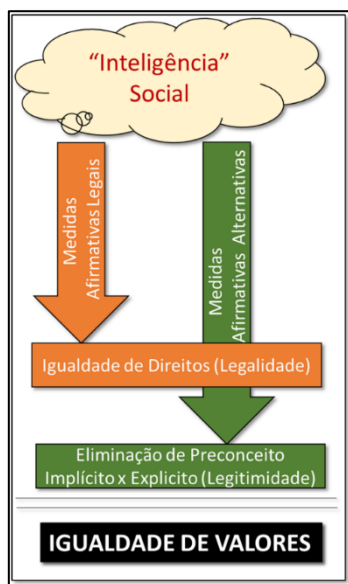 “Inteligência”
Social
Medidas
Afirmativas Legais
Medidas
Afirmativas Alternativas
Igualdade de Direitos (Legalidade)
Eliminação de Preconceito
Implícito x Explicito (Legitimidade)
IGUALDADE DE VALORES